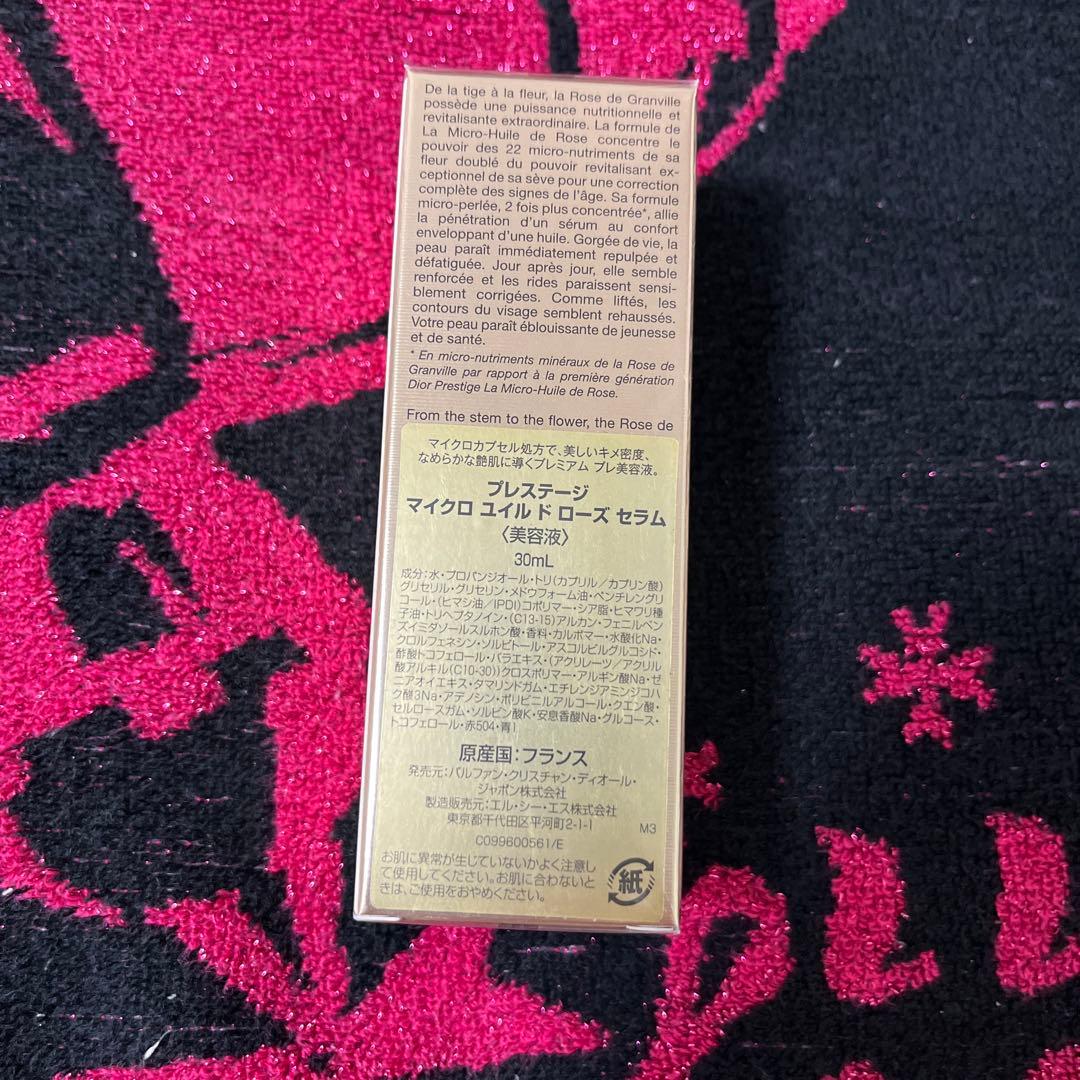 De la tige à la fleur, la Rose de Granville
possède une puissance nutritionnelle et
revitalisante extraordinaire. La formule de
La Micro-Huile de Rose concentre le
pouvoir des 22 micro-nutriments de sa
fleur doublé du pouvoir revitalisant ex-
ceptionnel de sa sève pour une correction
complète des signes de l'âge. Sa formule
micro-perlée, 2 fois plus concentrée*, allie
la pénétration d'un sérum au confort
enveloppant d'une huile. Gorgée de vie, la
peau paraît immédiatement repulpée et
défatiguée. Jour après jour, elle semble
renforcée et les rides paraissent sensi-
blement corrigées. Comme liftés, les
contours du visage semblent rehaussés.
Votre peau paraît éblouissante de jeunesse
et de santé.
* En micro-nutriments minéraux de la Rose de
Granville par rapport à la première génération
Dior Prestige La Micro-Huile de Rose.
From the stem to the flower, the Rose de
マイクロカプセル処方で、美しいキメ密度、
なめらかな艶肌に導くプレミアム プレ美容液。
プレステージ
マイクロ ユイル ド ローズ セラム
〈美容液〉
30mL
成分:水・プロパンジオール・トリ(カプリル/カプリン酸)
グリセリル・グリセリン・メドウフォーム油・ペンチレングリ
コール・(ヒマシ油/IPDI)コポリマー・シア脂・ヒマワリ種
子油・トリヘプタノイン・(C13-15)アルカン・フェニルベン
ズイミダゾールスルホン酸・香料・カルボマー・水酸化Na・
クロルフェネシン・ソルビトール・アスコルビルグルコシド・
酢酸トコフェロール・バラエキス・(アクリレーツ/アクリル
酸アルキル(C10-30))クロスポリマー・アルギン酸Na・ゼ
ニアオイエキス・タマリンドガム・エチレンジアミンジコハ
ク酸3Na・アデノシン・ポリビニルアルコール・クエン酸・
セルロースガム・ソルビン酸K・安息香酸Na・グルコース・
トコフェロール・赤504・青1
原産国:フランス
発売元:パルファン・クリスチャン・ディオール・
ジャポン株式会社
製造販売元:エル・シー・エス株式会社
東京都千代田区平河町2-1-1
M3
C099600561/E
お肌に異常が生じていないかよく注意し
て使用してください。お肌に合わないと
きは、ご使用をおやめください。
紙